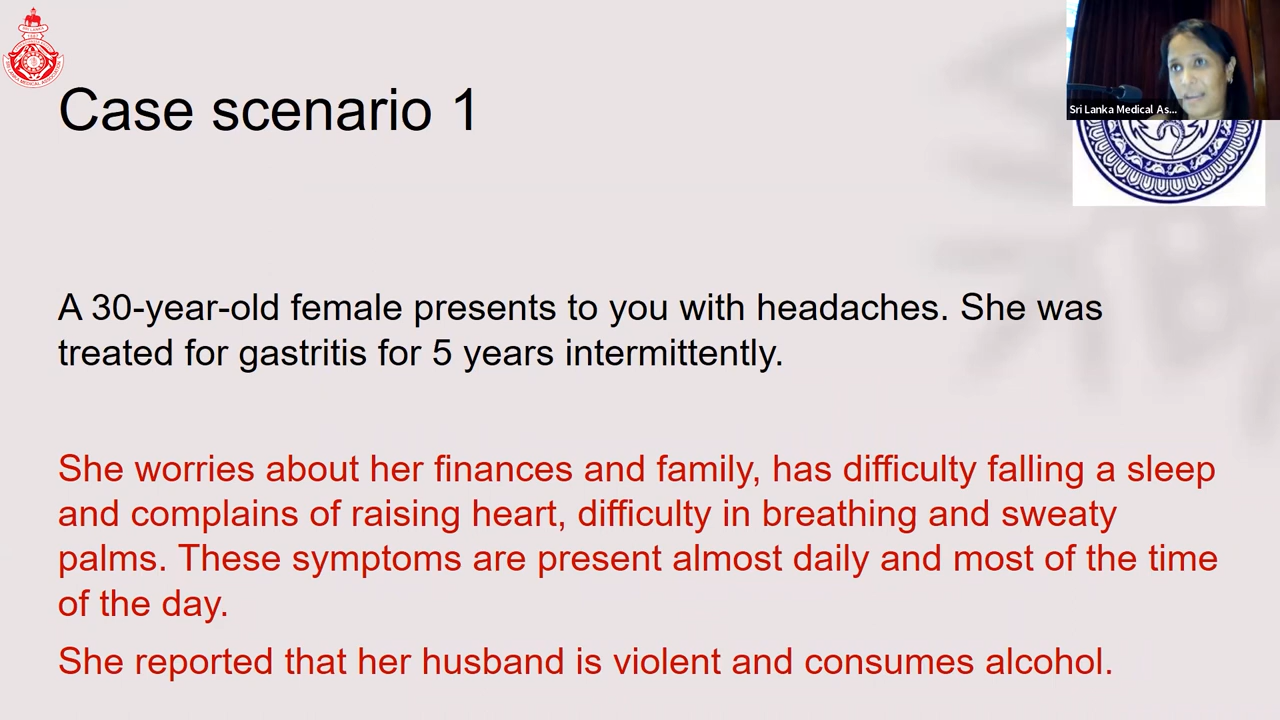 Sri Lanka Medical As...
Case scenario 1
A 30-year-old female presents to you with headaches. She was
treated for gastritis for 5 years intermittently.
She worries about her finances and family, has difficulty falling a sleep
and complains of raising heart, difficulty in breathing and sweaty
palms. These symptoms are present almost daily and most of the time
of the day.
She reported that her husband is violent and consumes alcohol.